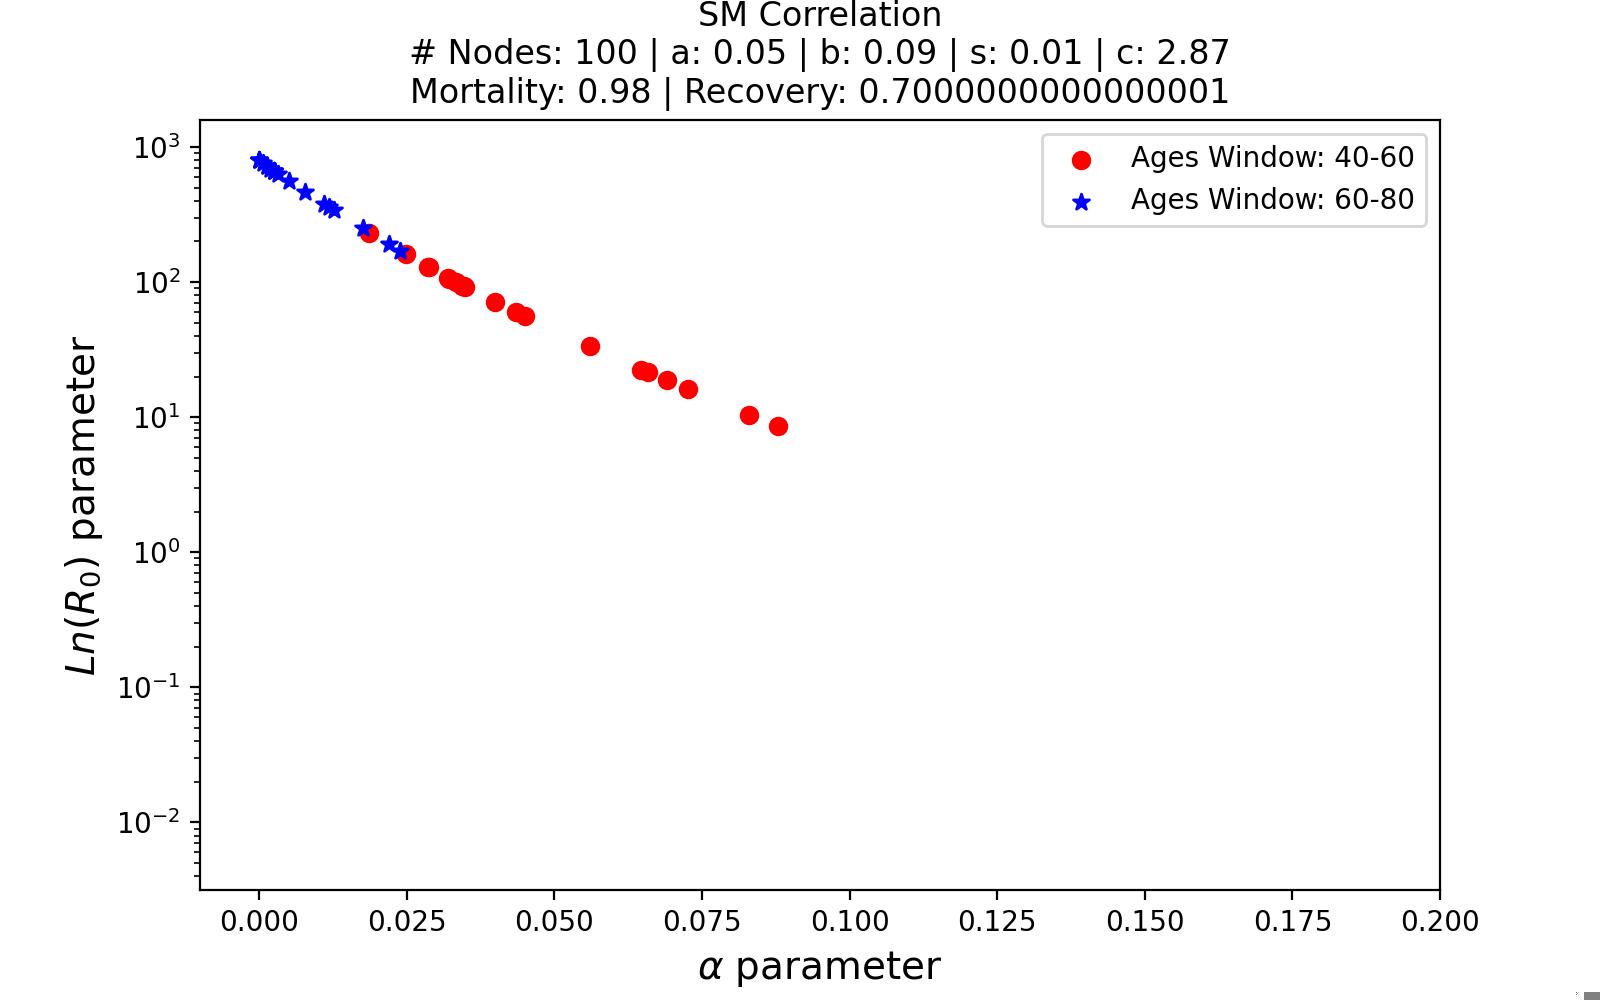 SM Correlation
# Nodes: 100 | a: 0.05 | b: 0.09 | s: 0.01 | c: 2.87
Mortality: 0.98 | Recovery: 0.7000000000000001
Ages Window: 40-60
Ages Window: 60-80
10³
10²
10¹
10⁰
10⁻¹
10⁻²
Ln(R₀) parameter
0.000 0.025 0.050 0.075 0.100 0.125 0.150 0.175 0.200
α parameter